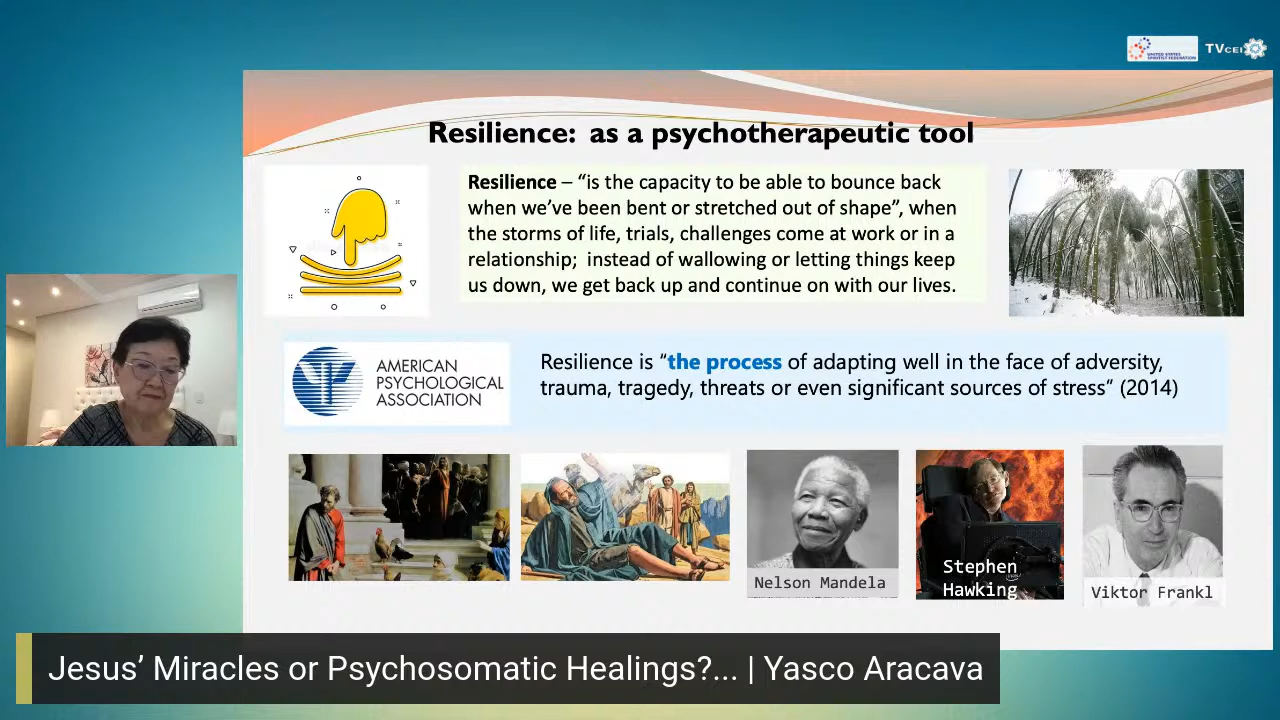 UNITED STATES
SPIRITIST FEDERATION
TVCEI
Resilience: as a psychotherapeutic tool
Resilience – “is the capacity to be able to bounce back
when we’ve been bent or stretched out of shape”, when
the storms of life, trials, challenges come at work or in a
relationship; instead of wallowing or letting things keep
us down, we get back up and continue on with our lives.
AMERICAN
PSYCHOLOGICAL
ASSOCIATION
Resilience is “the process of adapting well in the face of adversity,
trauma, tragedy, threats or even significant sources of stress” (2014)
Nelson Mandela
Stephen
Hawking
Viktor Frankl
Jesus’ Miracles or Psychosomatic Healings?... | Yasco Aracava